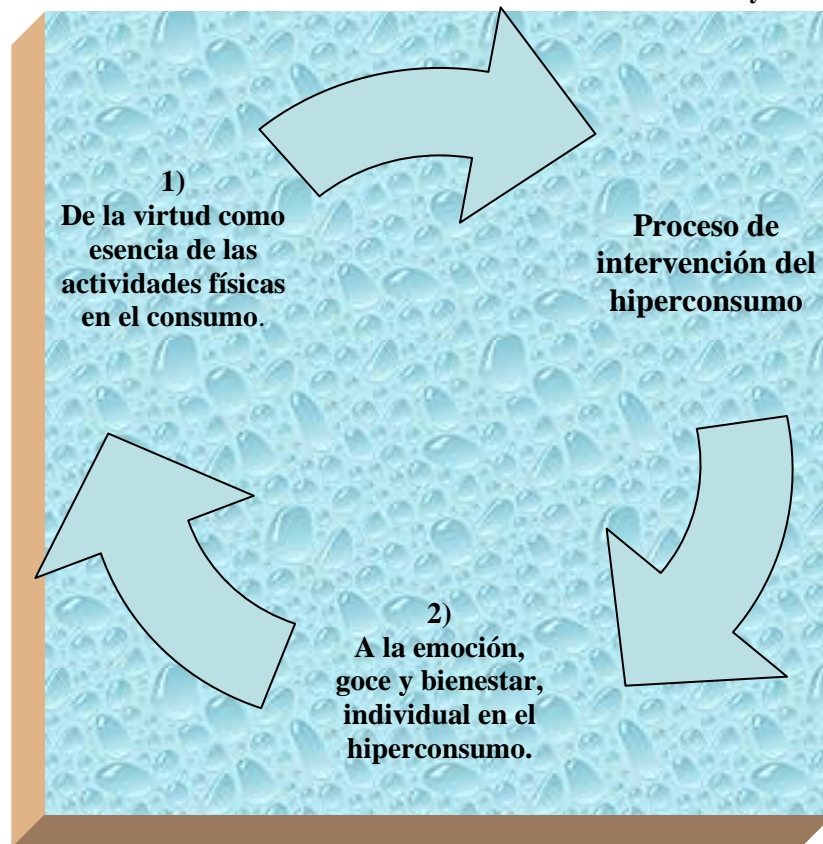 1)
De la virtud como
esencia de las
actividades físicas
en el consumo.
Proceso de
intervención del
hiperconsumo
2)
A la emoción,
goce y bienestar,
individual en el
hiperconsumo.